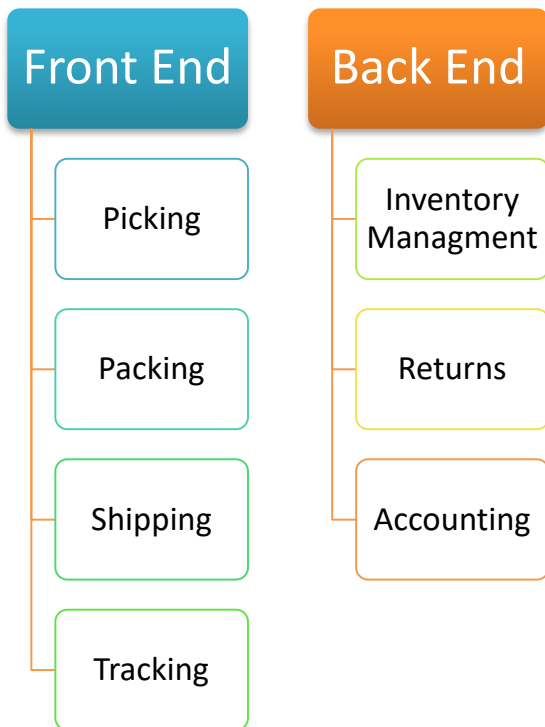 Front End
Picking
Packing
Shipping
Tracking
Back End
Inventory
Managment
Returns
Accounting